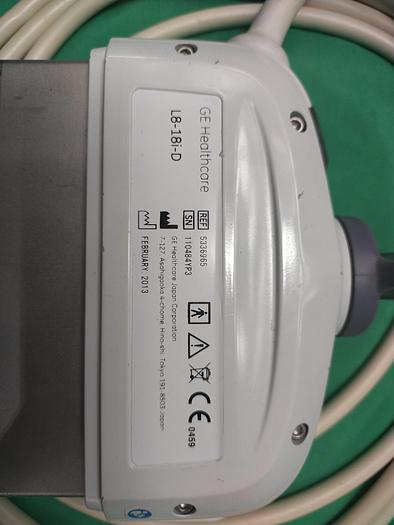 GE Healthcare
L8-18i-D
REF 5336965
SN 110484YP3
GE Healthcare Japan Corporation
7-127, Asahigaoka 4-chome, Hino-shi, Tokyo 191-8503 Japan
FEBRUARY 2013
CE 0459